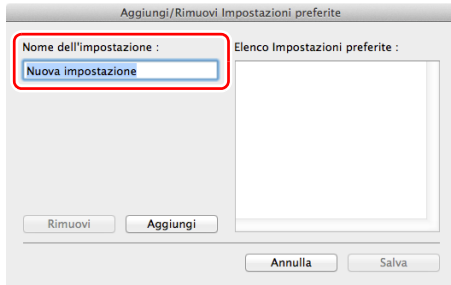 Aggiungi/Rimuovi Impostazioni preferite
Nome dell'impostazione :
Elenco Impostazioni preferite :
Nuova impostazione
Rimuovi
Aggiungi
Annulla
Salva